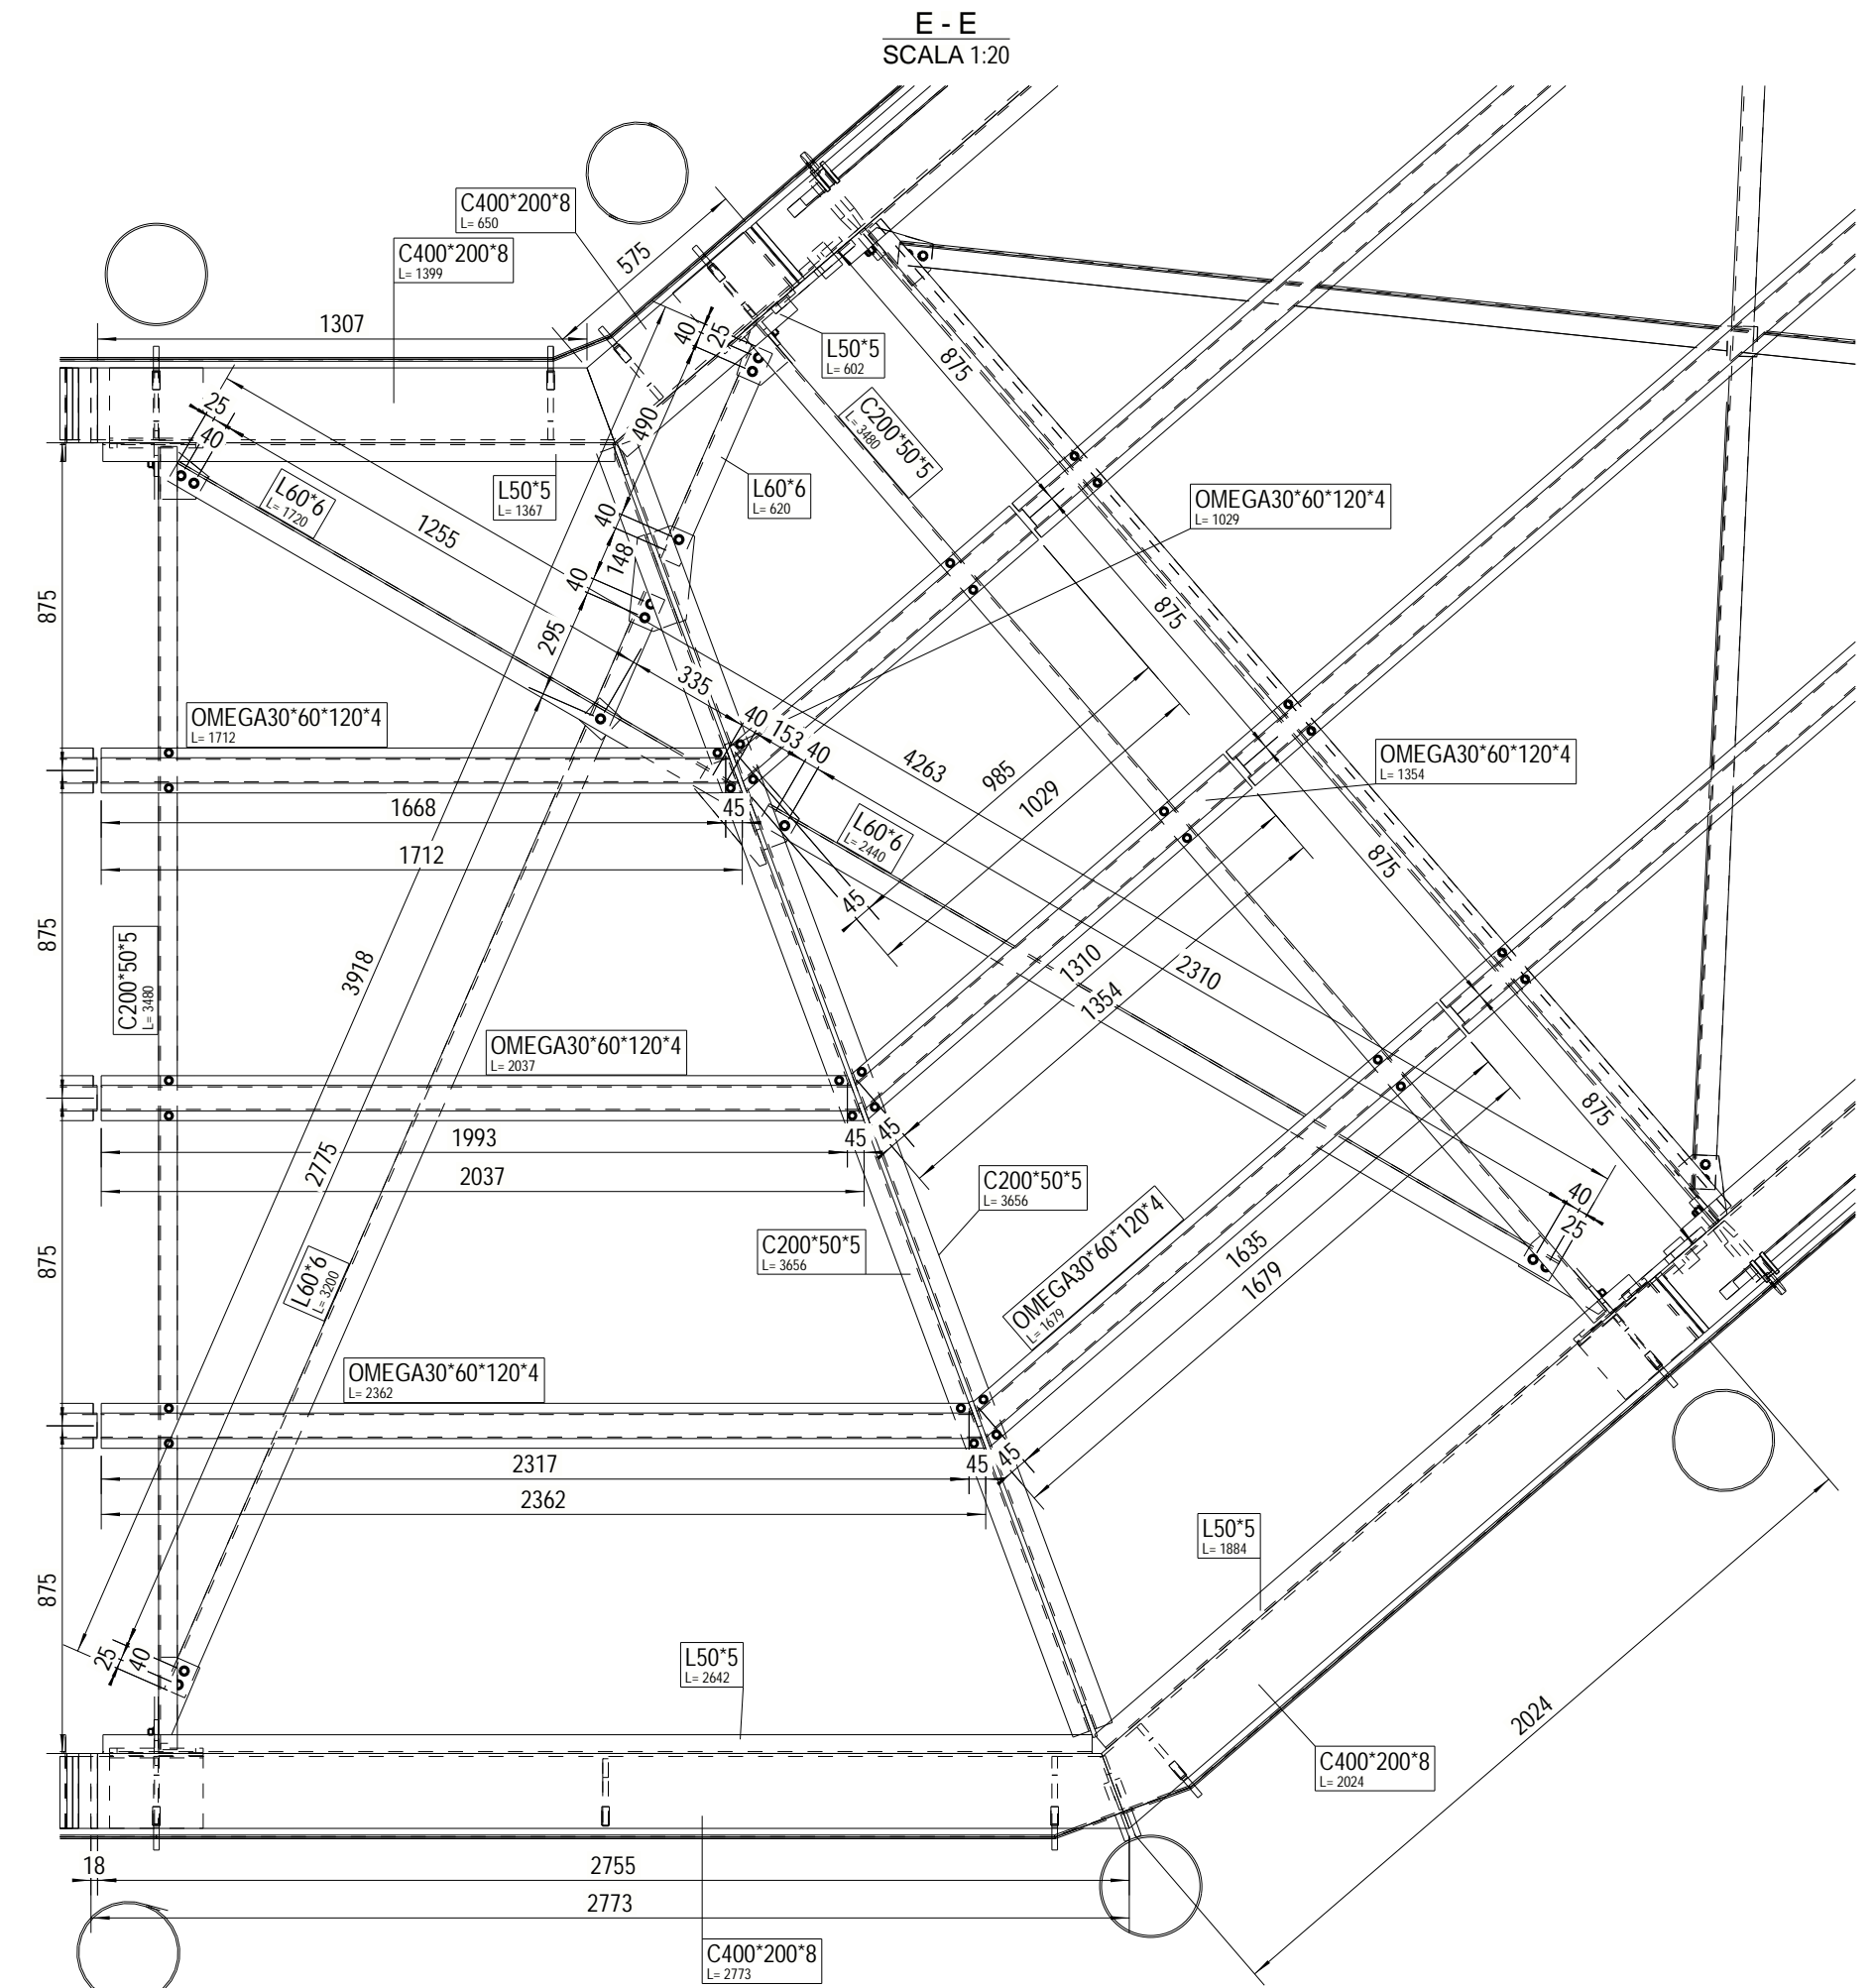 E - E
SCALA 1:20
C400*200*8
L= 650
C400*200*8
L= 1399
575
1307
40
25
L50*5
L= 602
875
C200*50*5
L= 3480
25
40
490
L60*6
L= 1720
L50*5
L= 1367
L60*6
L= 620
OMEGA30*60*120*4
L= 1029
1255
40
148
40
875
875
295
335
OMEGA30*60*120*4
L= 1712
40
153
40
4263
985
1029
OMEGA30*60*120*4
L= 1354
1668
45
L60*6
L= 2440
1712
875
45
875
C200*50*5
L= 3480
3918
1310
2310
1354
OMEGA30*60*120*4
L= 2037
1993
45
45
875
2775
2037
C200*50*5
L= 3656
40
25
C200*50*5
L= 3656
OMEGA30*60*120*4
L= 1679
1635
1679
875
L60*6
L= 3200
OMEGA30*60*120*4
L= 2362
2317
45
45
2362
L50*5
L= 1884
875
25
40
L50*5
L= 2642
2024
C400*200*8
L= 2024
18
2755
2773
C400*200*8
L= 2773